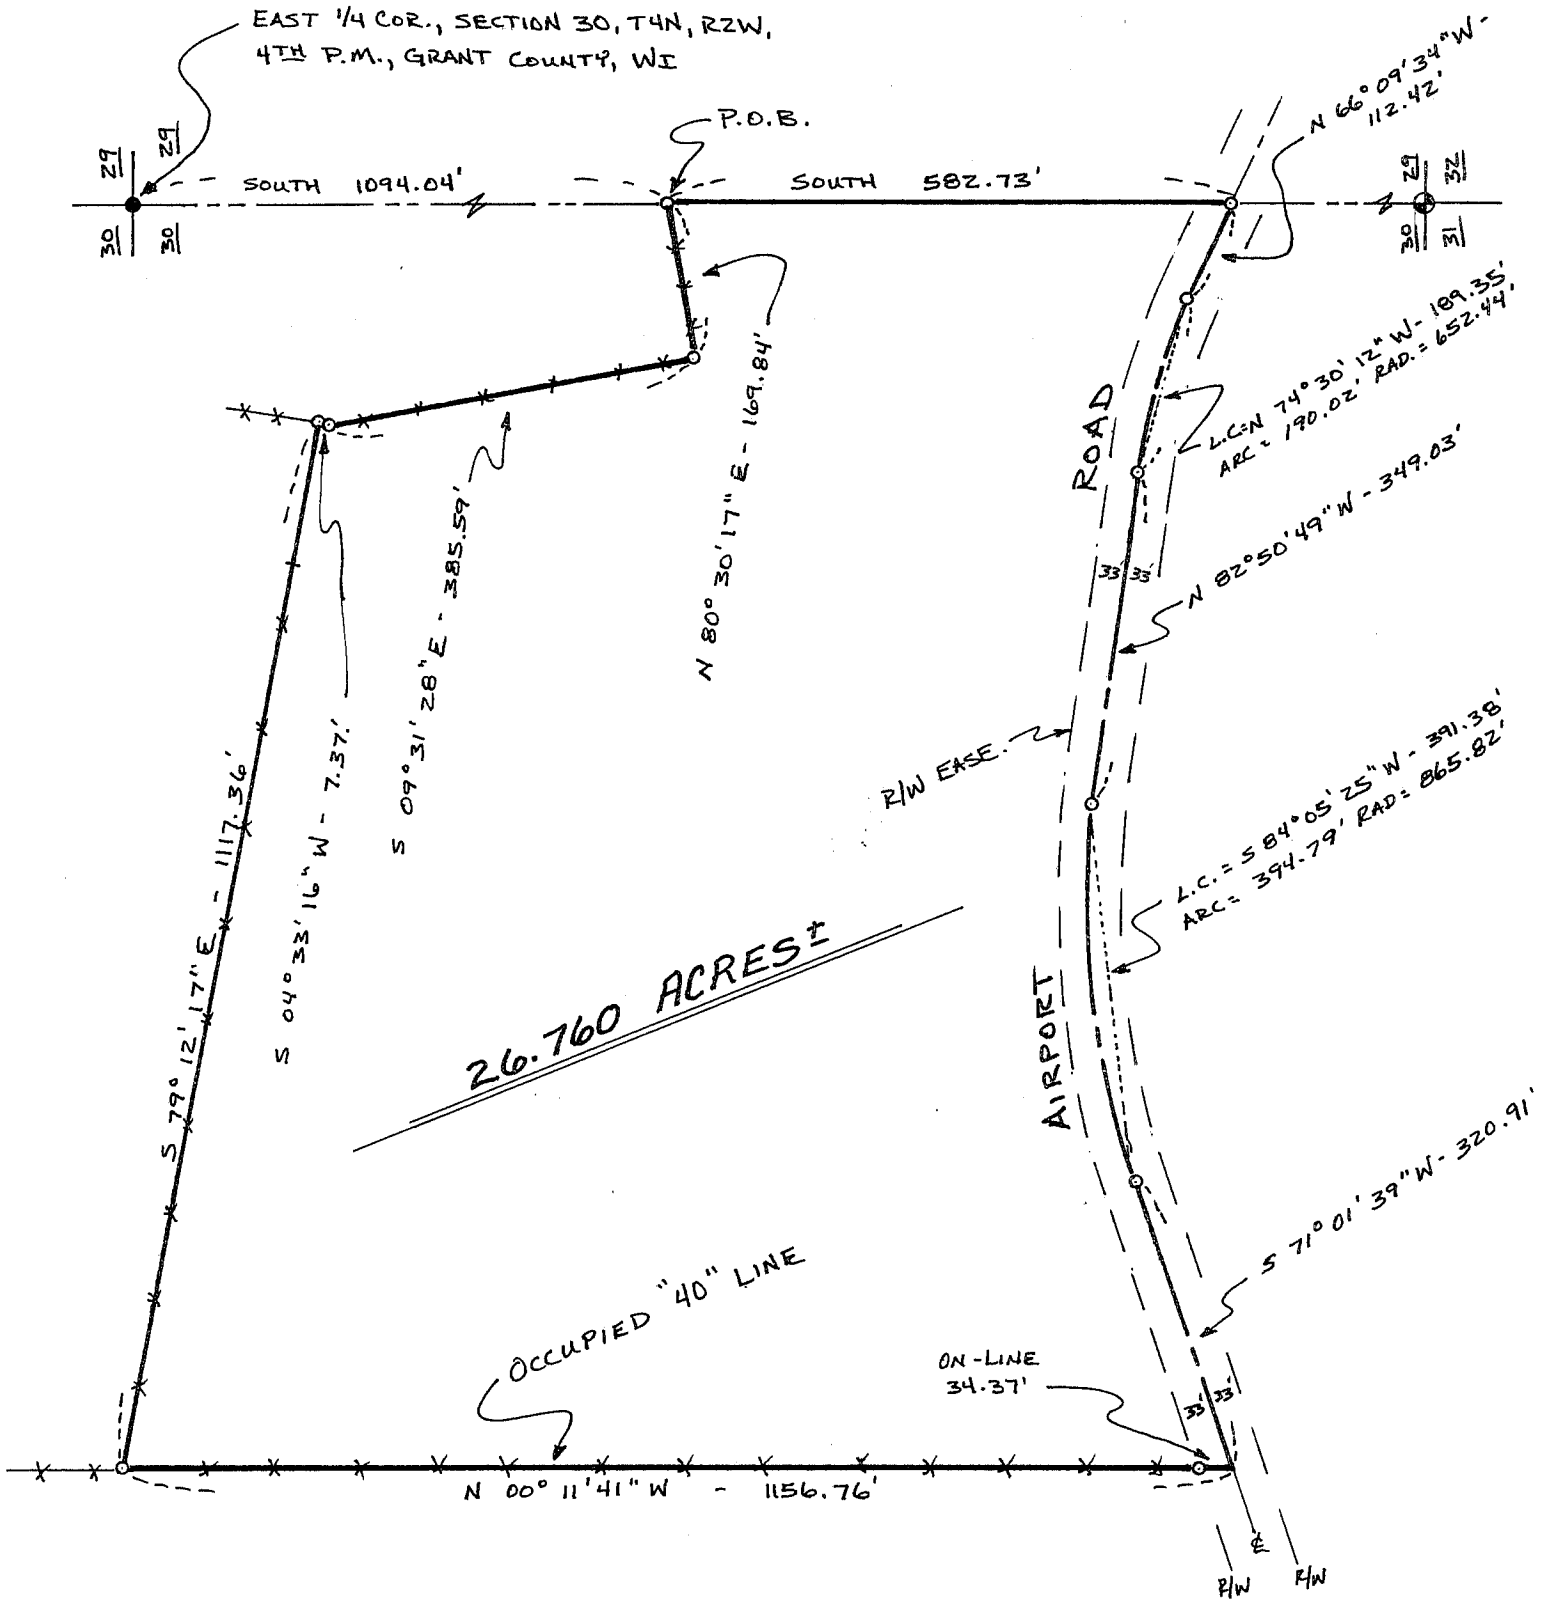 EAST 1/4 COR., SECTION 30, T4N, R2W,
4TH P.M., GRANT COUNTY, WI
P.O.B.
N 66° 09' 34" W -
112.42'
29
29
30
30
SOUTH 1094.04'
SOUTH 582.73'
29
32
30
31
L.C.=N 74° 30' 12" W - 189.35'
ARC = 190.02' RAD. = 652.44'
N 80° 30' 17" E - 169.84'
ROAD
N 82° 50' 49" W - 349.03'
33'
33'
S 09° 31' 28" E - 385.59'
S 04° 33' 16" W - 7.37'
S 79° 12' 17" E - 1117.36'
R/W EASE.
L.C. = S 84° 05' 25" W - 391.38'
ARC = 394.79' RAD = 865.82'
26.760 ACRES±
AIRPORT
S 71° 01' 39" W - 320.91'
OCCUPIED "40" LINE
ON-LINE
34.37'
33'
33'
N 00° 11' 41" W - 1156.76'
℄
R/W
R/W